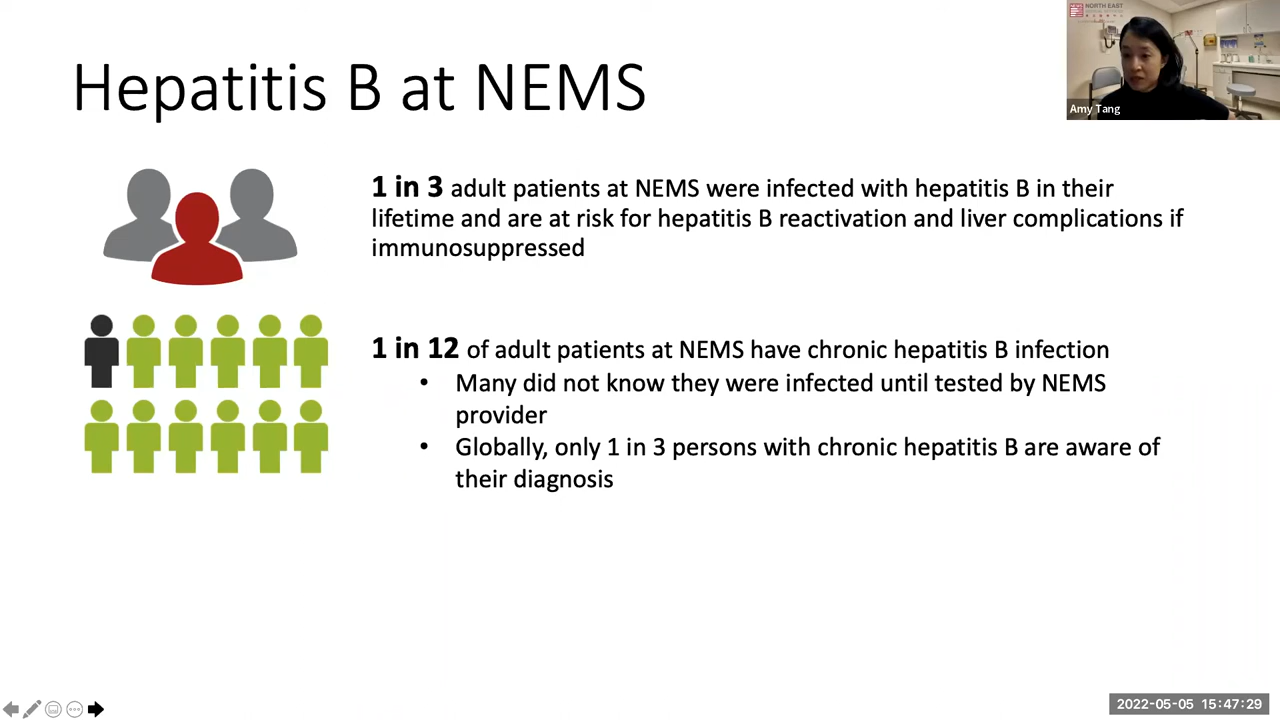 Hepatitis B at NEMS
NORTH EAST
Amy Tang
1 in 3 adult patients at NEMS were infected with hepatitis B in their
lifetime and are at risk for hepatitis B reactivation and liver complications if
immunosuppressed
1 in 12 of adult patients at NEMS have chronic hepatitis B infection
• Many did not know they were infected until tested by NEMS
provider
• Globally, only 1 in 3 persons with chronic hepatitis B are aware of
their diagnosis
2022-05-05 15:47:29